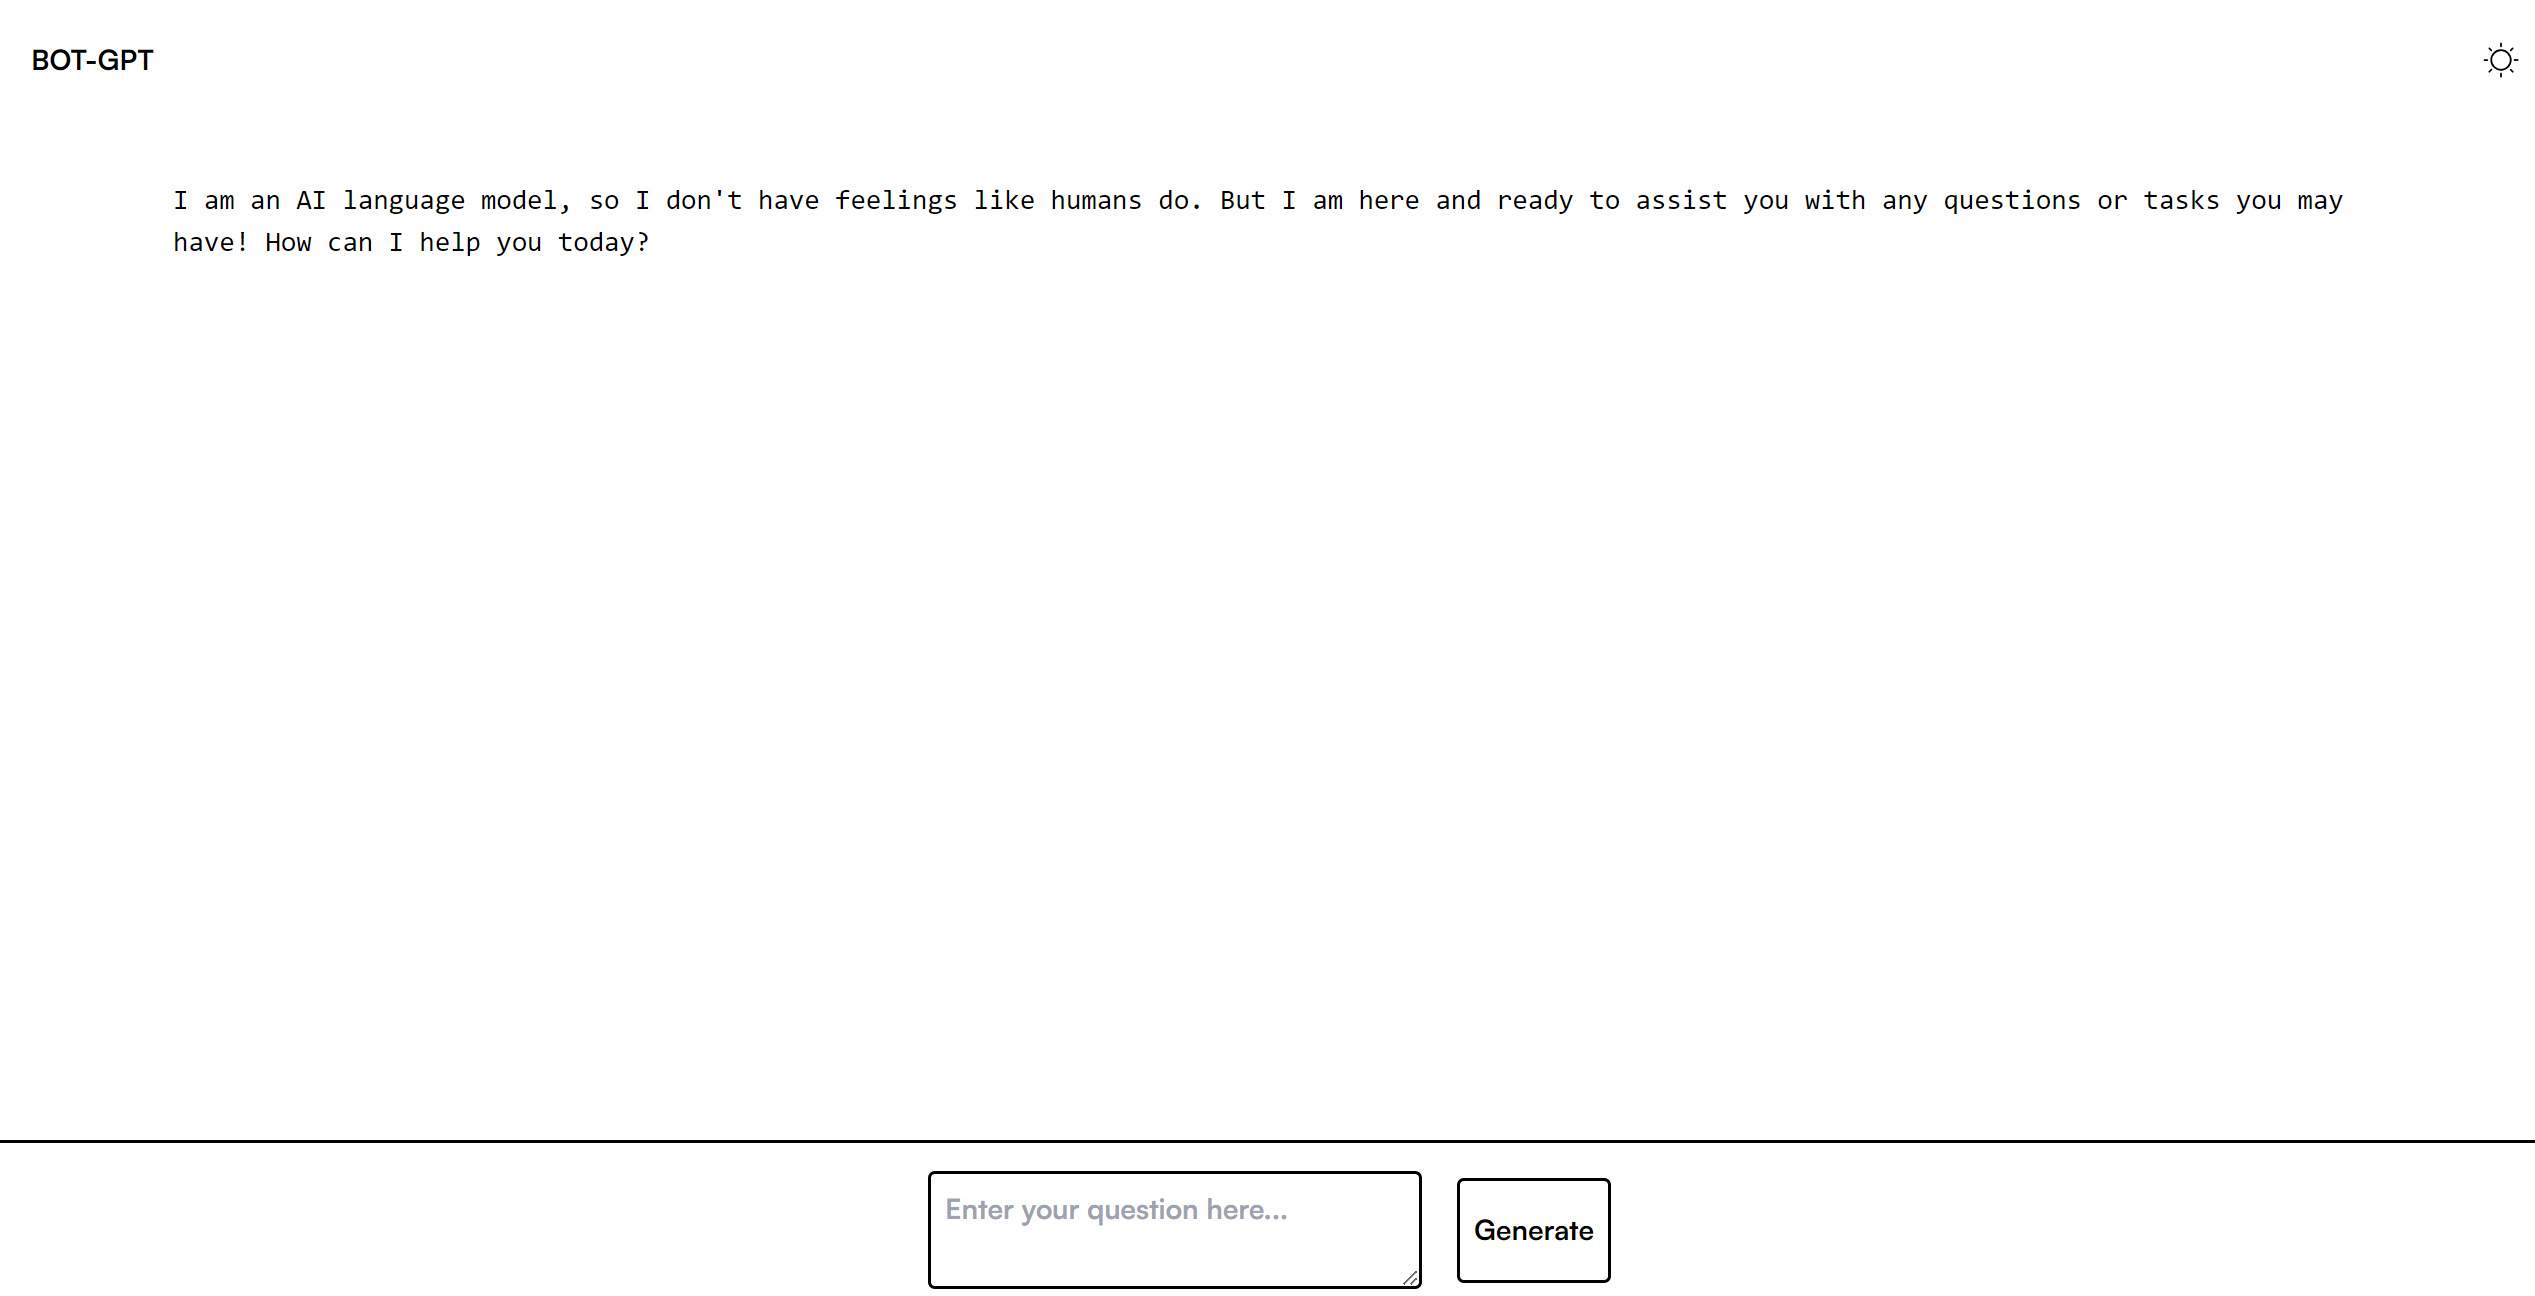 BOT-GPT
I am an AI language model, so I don't have feelings like humans do. But I am here and ready to assist you with any questions or tasks you may
have! How can I help you today?
Enter your question here...
Generate